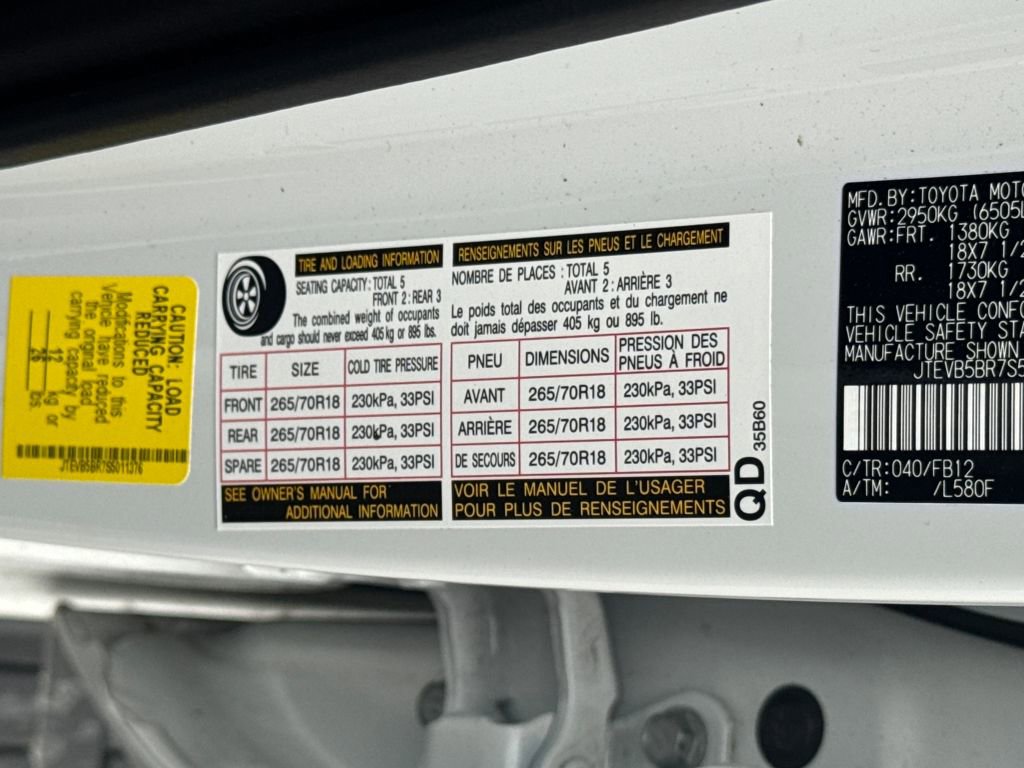 CAUTION: LOAD
CARRYING CAPACITY
REDUCED
Modifications to this
Vehicle have reduced
the original load
carrying capacity by
12 kg or
26 lbs.
JTEVB5BR7S5011376
TIRE AND LOADING INFORMATION
SEATING CAPACITY: TOTAL 5
FRONT 2: REAR 3
The combined weight of occupants
and cargo should never exceed 405 kg or 895 lbs.
TIRE SIZE COLD TIRE PRESSURE
FRONT 265/70R18 230kPa, 33PSI
REAR 265/70R18 230kPa, 33PSI
SPARE 265/70R18 230kPa, 33PSI
SEE OWNER'S MANUAL FOR
ADDITIONAL INFORMATION
RENSEIGNEMENTS SUR LES PNEUS ET LE CHARGEMENT
NOMBRE DE PLACES : TOTAL 5
AVANT 2 : ARRIÈRE 3
Le poids total des occupants et du chargement ne
doit jamais dépasser 405 kg ou 895 lb.
PNEU DIMENSIONS PRESSION DES
PNEUS À FROID
AVANT 265/70R18 230kPa, 33PSI
ARRIÈRE 265/70R18 230kPa, 33PSI
DE SECOURS 265/70R18 230kPa, 33PSI
VOIR LE MANUEL DE L'USAGER
POUR PLUS DE RENSEIGNEMENTS
QD 35B60
MFD. BY: TOYOTA MOTO
GVWR: 2950KG (6505L
GAWR: FRT. 1380KG
18X7 1/2
RR. 1730KG
18X7 1/2
THIS VEHICLE CONFO
VEHICLE SAFETY STA
MANUFACTURE SHOWN
JTEVB5BR7S5
C/TR: 040/FB12
A/TM: /L580F